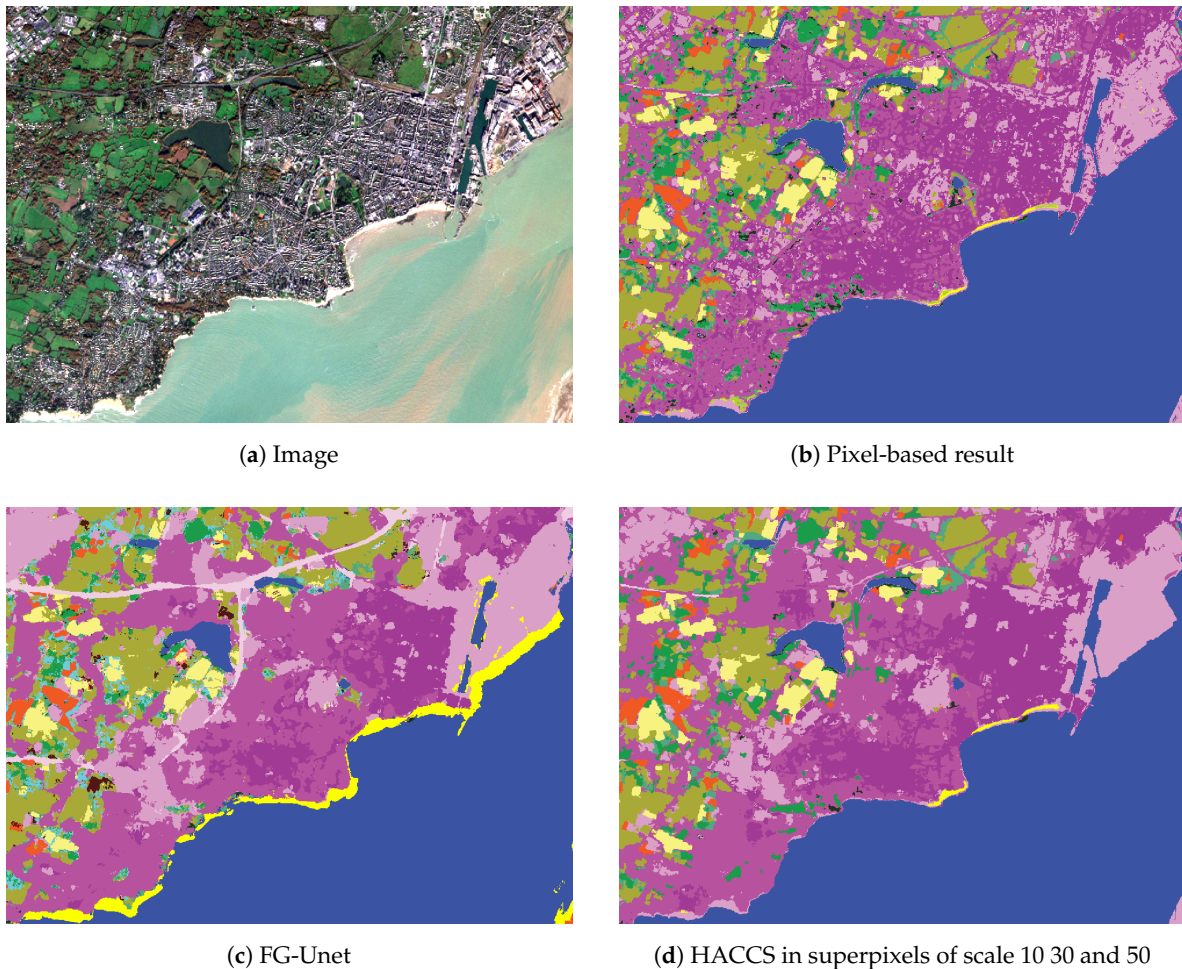 (a) Image
(b) Pixel-based result
(c) FG-Unet
(d) HACCS in superpixels of scale 10 30 and 50